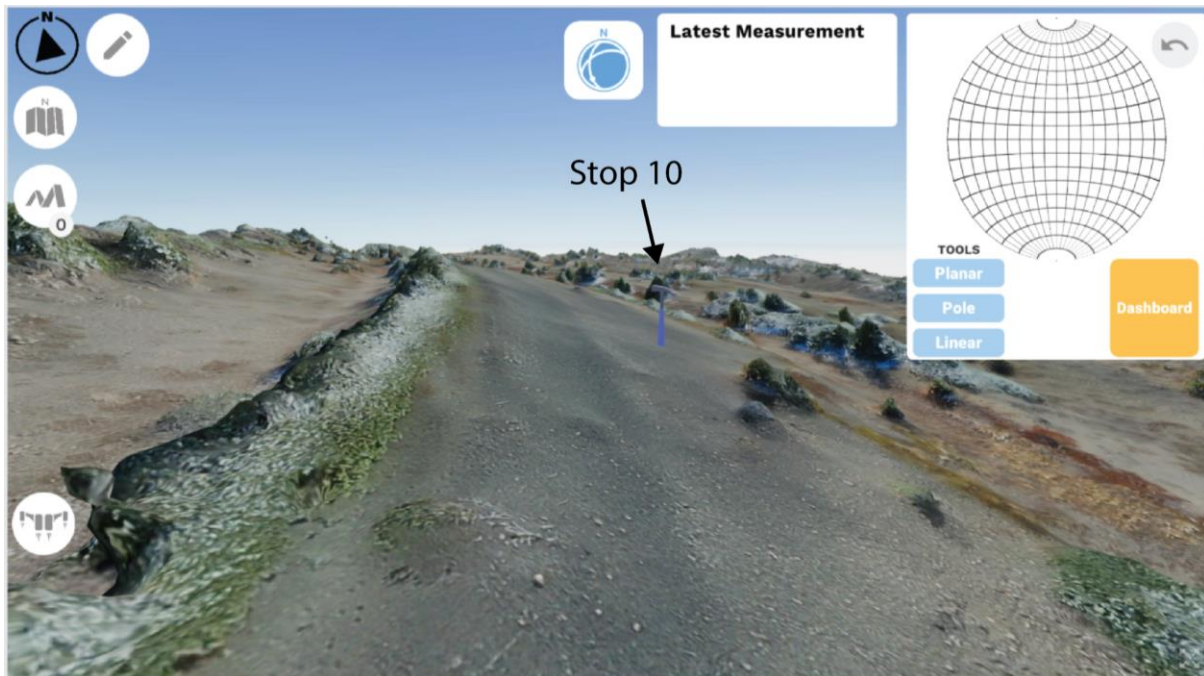 N
N
Latest Measurement
N
0
Stop 10
TOOLS
Planar
Pole
Linear
Dashboard